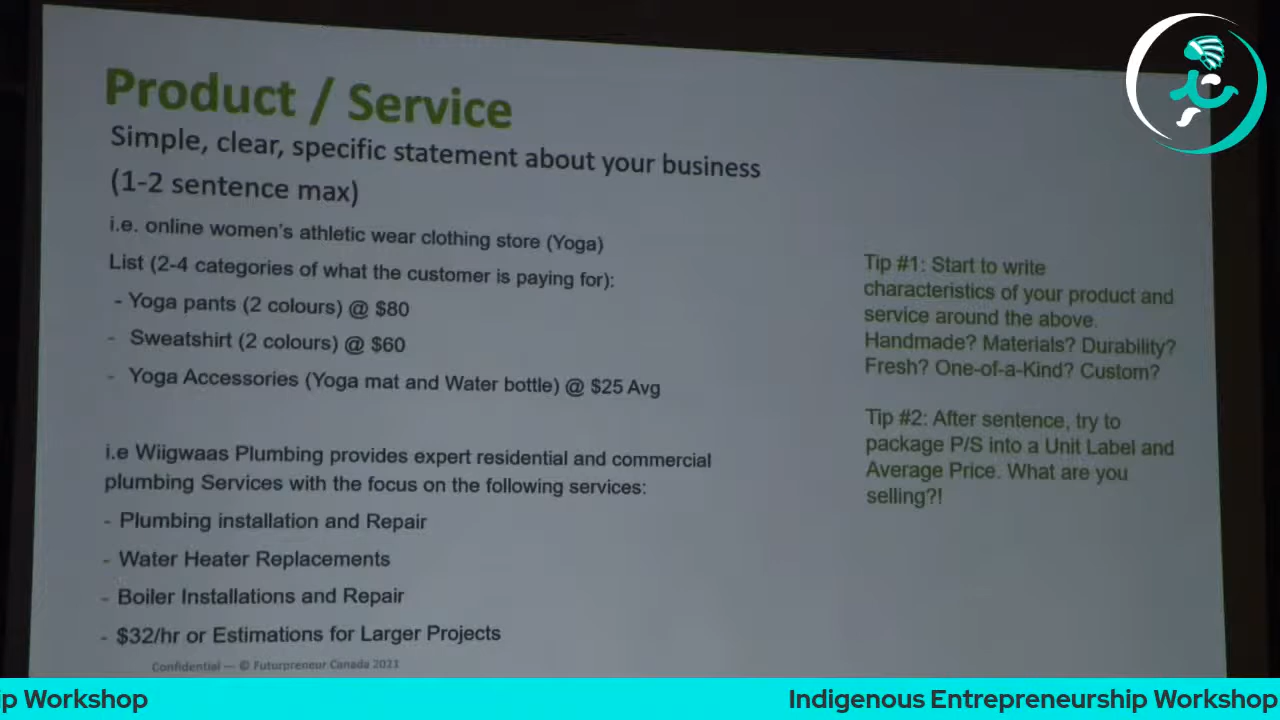 Product / Service
Simple, clear, specific statement about your business
(1-2 sentence max)
i.e. online women's athletic wear clothing store (Yoga)
List (2-4 categories of what the customer is paying for):
- Yoga pants (2 colours) @ $80
- Sweatshirt (2 colours) @ $60
- Yoga Accessories (Yoga mat and Water bottle) @ $25 Avg
i.e Wiigwaas Plumbing provides expert residential and commercial
plumbing Services with the focus on the following services:
- Plumbing installation and Repair
- Water Heater Replacements
- Boiler Installations and Repair
- $32/hr or Estimations for Larger Projects
Confidential — © Futurpreneur Canada 2023
Tip #1: Start to write
characteristics of your product and
service around the above.
Handmade? Materials? Durability?
Fresh? One-of-a-Kind? Custom?
Tip #2: After sentence, try to
package P/S into a Unit Label and
Average Price. What are you
selling?!
ip Workshop
Indigenous Entrepreneurship Workshop